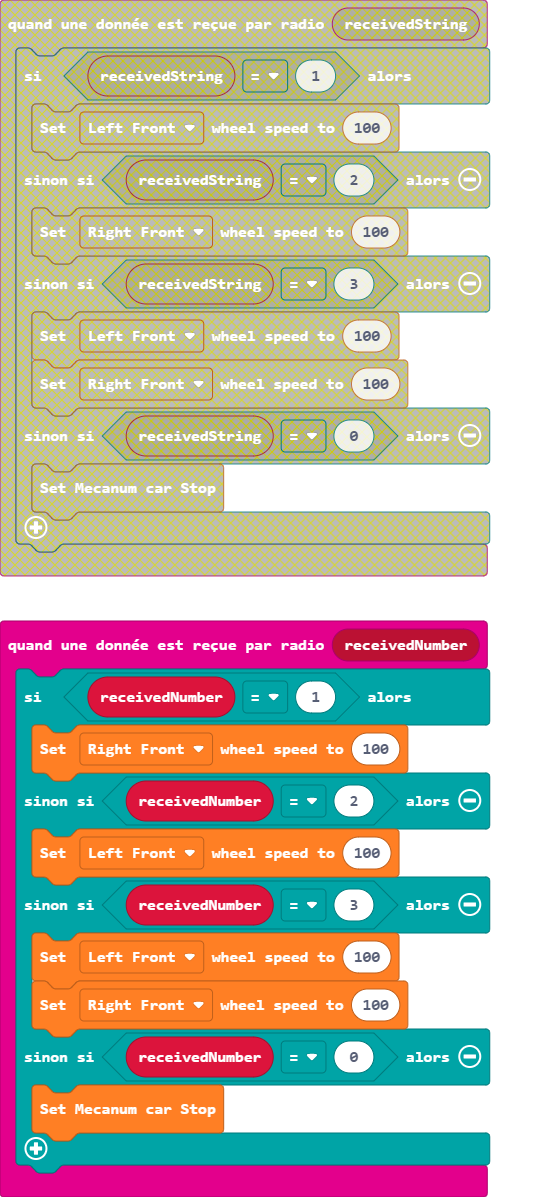 quand une donnée est reçue par radio receivedString
si receivedString = 1 alors
Set Left Front wheel speed to 100
sinon si receivedString = 2 alors
Set Right Front wheel speed to 100
sinon si receivedString = 3 alors
Set Left Front wheel speed to 100
Set Right Front wheel speed to 100
sinon si receivedString = 0 alors
Set Mecanum car Stop
quand une donnée est reçue par radio receivedNumber
si receivedNumber = 1 alors
Set Right Front wheel speed to 100
sinon si receivedNumber = 2 alors
Set Left Front wheel speed to 100
sinon si receivedNumber = 3 alors
Set Left Front wheel speed to 100
Set Right Front wheel speed to 100
sinon si receivedNumber = 0 alors
Set Mecanum car Stop